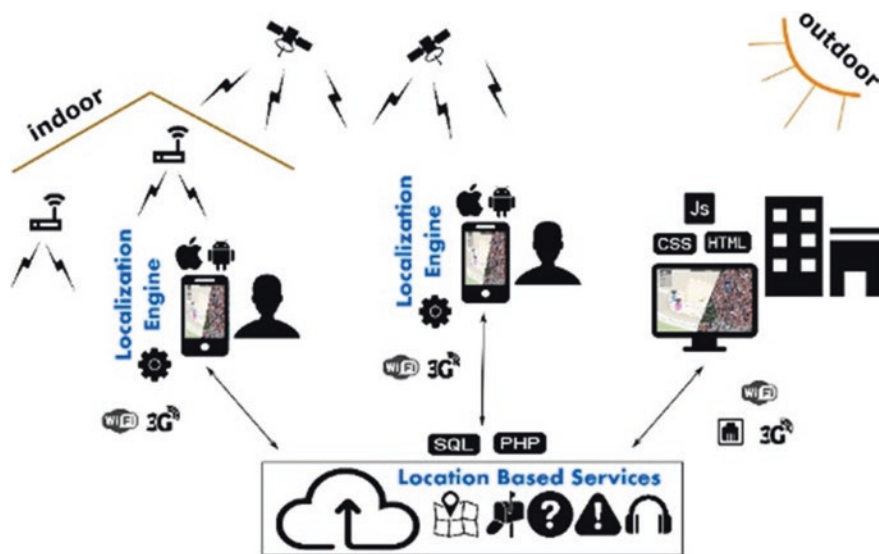 indoor
outdoor
Localization
Engine
Localization
Engine
Js
CSS HTML
WiFi 3G
WiFi 3G
WiFi
3G
SQL PHP
Location Based Services